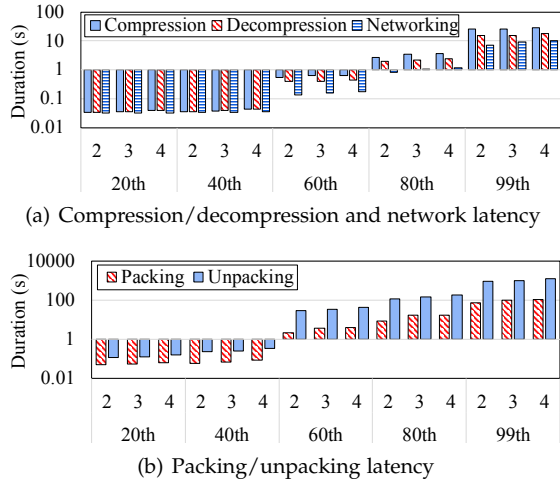 100
Compression Decompression Networking
10
1
0.1
0.01
Duration (s)
2 3 4 2 3 4 2 3 4 2 3 4 2 3 4
20th 40th 60th 80th 99th
(a) Compression/decompression and network latency
10000
Packing Unpacking
100
1
0.01
Duration (s)
2 3 4 2 3 4 2 3 4 2 3 4 2 3 4
20th 40th 60th 80th 99th
(b) Packing/unpacking latency